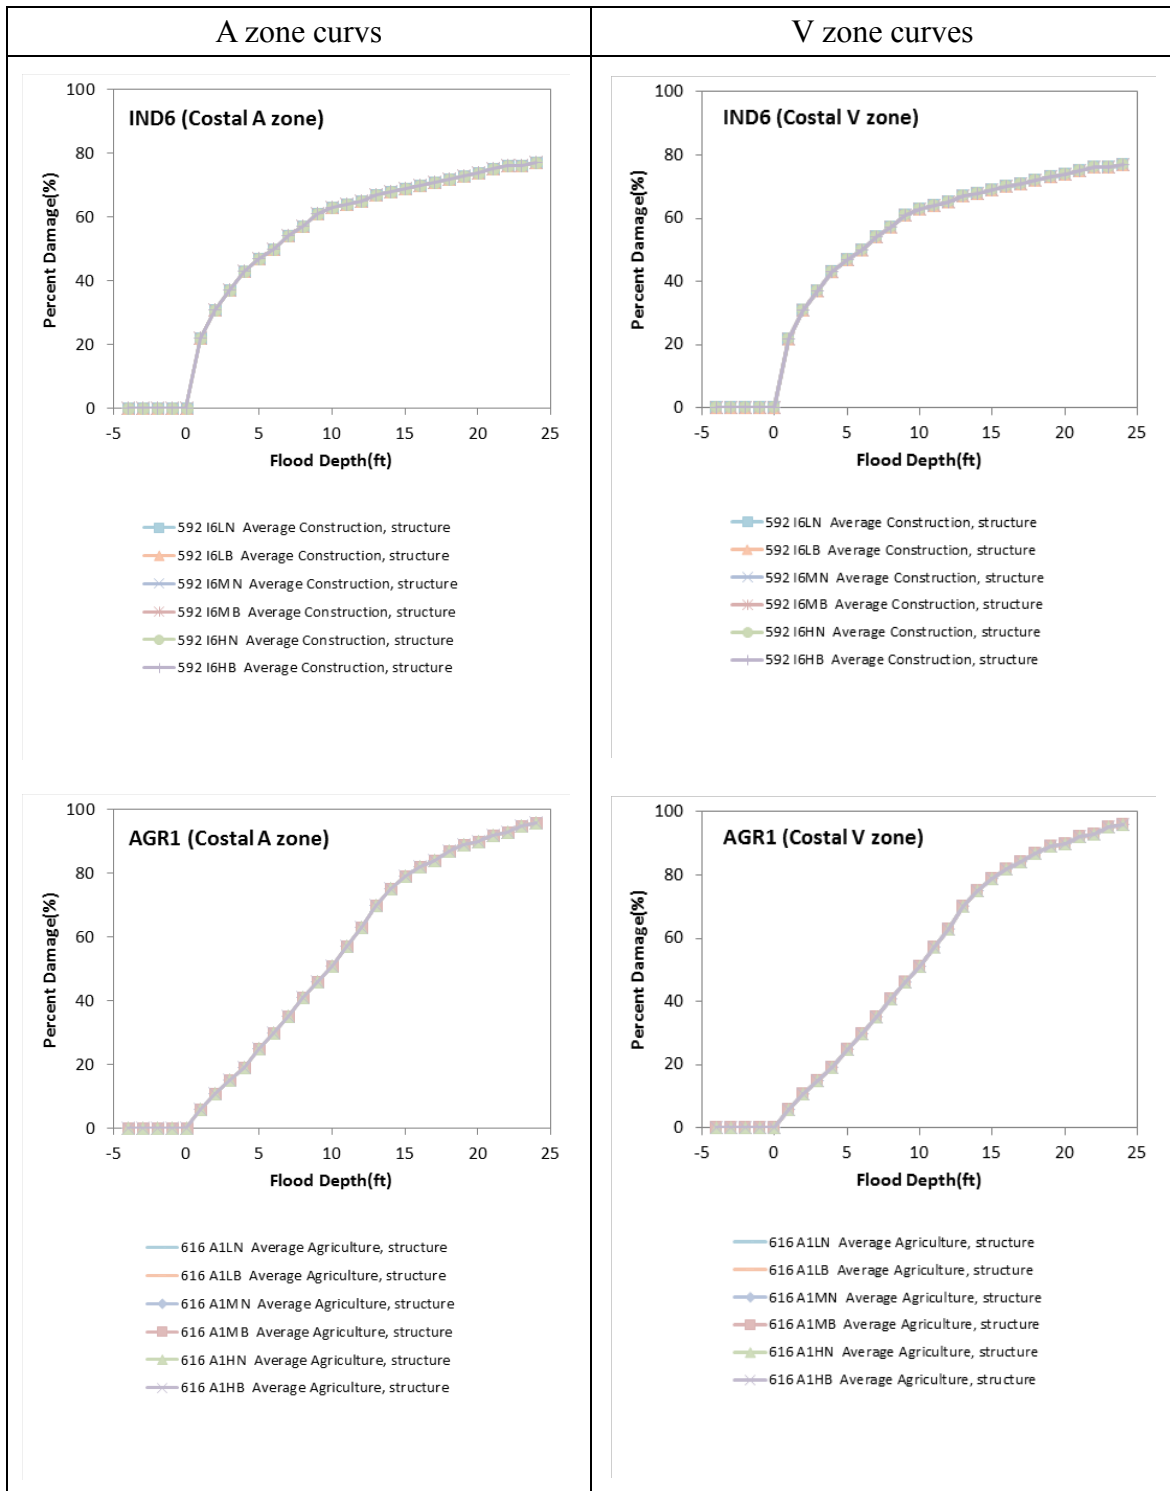 A zone curvs
V zone curves
IND6 (Costal A zone)
100
80
60
40
20
0
-5 0 5 10 15 20 25
Percent Damage(%)
Flood Depth(ft)
592 I6LN Average Construction, structure
592 I6LB Average Construction, structure
592 I6MN Average Construction, structure
592 I6MB Average Construction, structure
592 I6HN Average Construction, structure
592 I6HB Average Construction, structure
IND6 (Costal V zone)
100
80
60
40
20
0
-5 0 5 10 15 20 25
Percent Damage(%)
Flood Depth(ft)
592 I6LN Average Construction, structure
592 I6LB Average Construction, structure
592 I6MN Average Construction, structure
592 I6MB Average Construction, structure
592 I6HN Average Construction, structure
592 I6HB Average Construction, structure
AGR1 (Costal A zone)
100
80
60
40
20
0
-5 0 5 10 15 20 25
Percent Damage(%)
Flood Depth(ft)
616 A1LN Average Agriculture, structure
616 A1LB Average Agriculture, structure
616 A1MN Average Agriculture, structure
616 A1MB Average Agriculture, structure
616 A1HN Average Agriculture, structure
616 A1HB Average Agriculture, structure
AGR1 (Costal V zone)
100
80
60
40
20
0
-5 0 5 10 15 20 25
Percent Damage(%)
Flood Depth(ft)
616 A1LN Average Agriculture, structure
616 A1LB Average Agriculture, structure
616 A1MN Average Agriculture, structure
616 A1MB Average Agriculture, structure
616 A1HN Average Agriculture, structure
616 A1HB Average Agriculture, structure